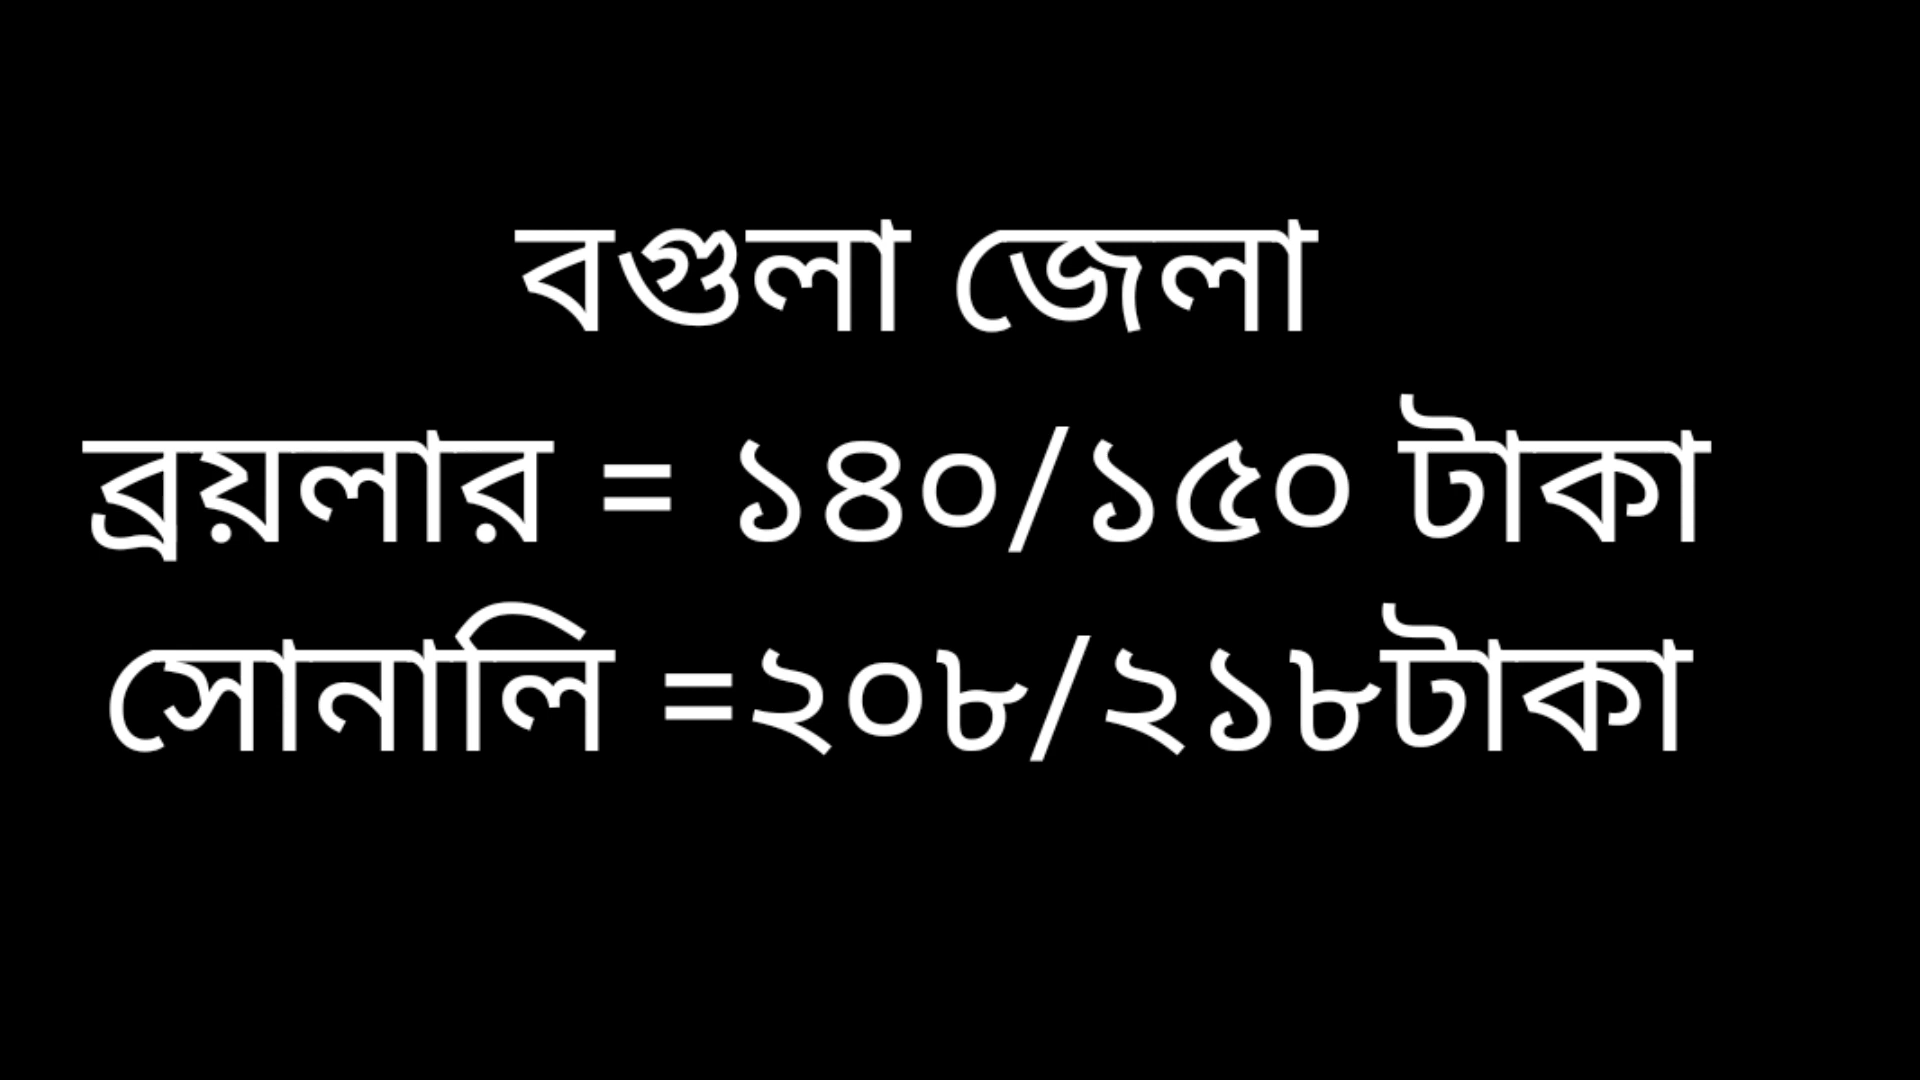 বগুলা জেলা
ব্রয়লার = ১৪০/১৫০ টাকা
সোনালি =২০৮/২১৮টাকা